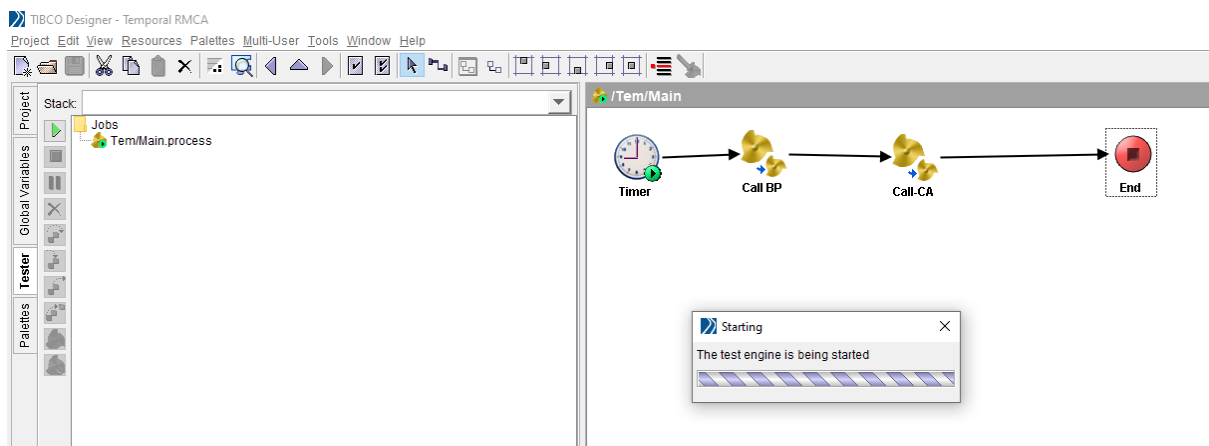 TIBCO Designer - Temporal RMCA
Project Edit View Resources Palettes Multi-User Tools Window Help
Project
Global Variables
Tester
Palettes
Stack:
Jobs
Tem/Main.process
/Tem/Main
Timer
Call BP
Call-CA
End
Starting
The test engine is being started